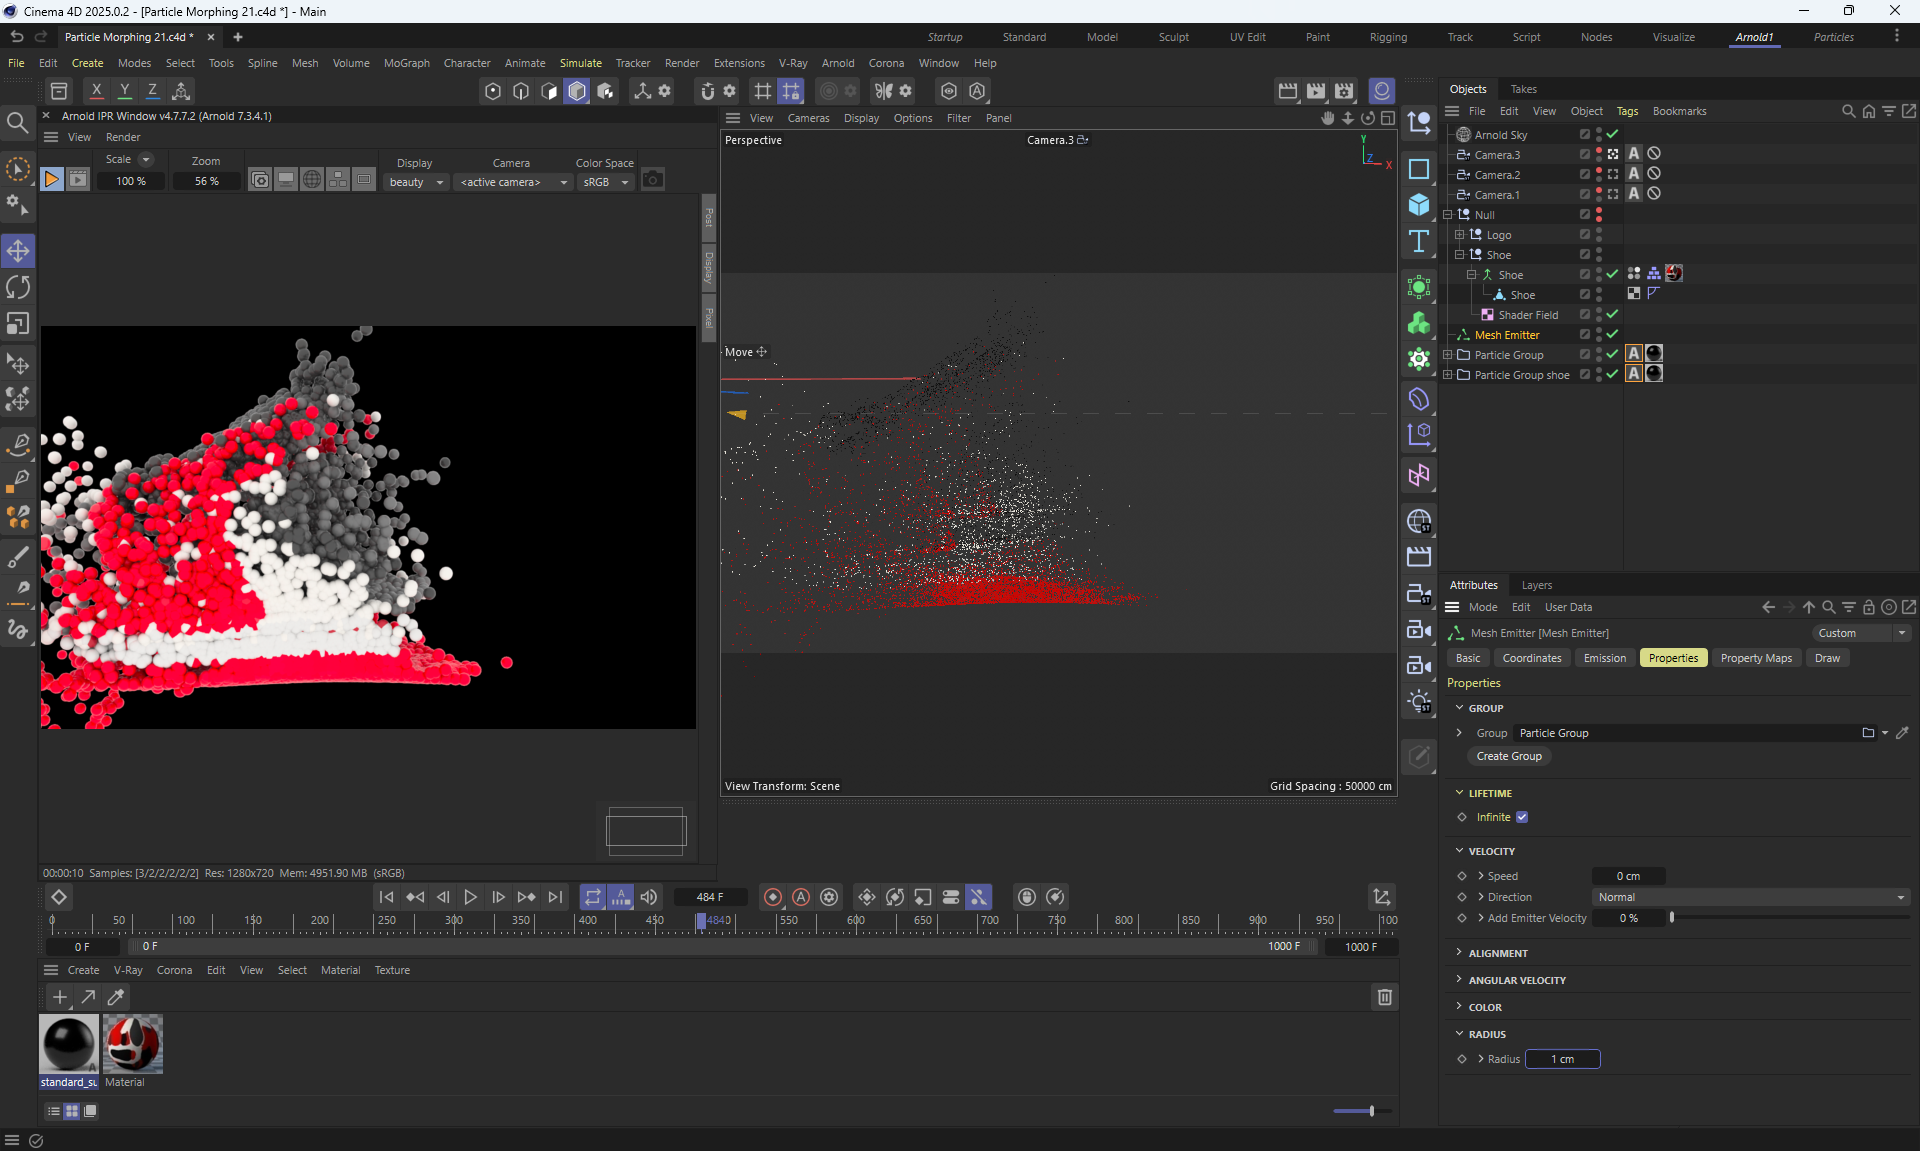 Cinema 4D 2025.0.2 - [Particle Morphing 21.c4d *] - Main
Particle Morphing 21.c4d *
Startup Standard Model Sculpt UV Edit Paint Rigging Track Script Nodes Visualize Arnold1 Particles
File Edit Create Modes Select Tools Spline Mesh Volume MoGraph Character Animate Simulate Tracker Render Extensions V-Ray Arnold Corona Window Help
X Y Z
Arnold IPR Window v4.7.7.2 (Arnold 7.3.4.1)
View Render
Scale Zoom Display Camera Color Space
100 % 56 % beauty <active camera> sRGB
Post
Display
Pixel
00:00:10 Samples: [3/2/2/2/2/2] Res: 1280x720 Mem: 4951.90 MB (sRGB)
View Cameras Display Options Filter Panel
Perspective
Camera.3
Y
Z
X
Move
View Transform: Scene
Grid Spacing : 50000 cm
Objects Takes
File Edit View Object Tags Bookmarks
Arnold Sky
Camera.3
Camera.2
Camera.1
Null
Logo
Shoe
Shoe
Shoe
Shader Field
Mesh Emitter
Particle Group
Particle Group shoe
Attributes Layers
Mode Edit User Data
Mesh Emitter [Mesh Emitter]
Custom
Basic Coordinates Emission Properties Property Maps Draw
Properties
GROUP
Group Particle Group
Create Group
LIFETIME
Infinite
VELOCITY
Speed 0 cm
Direction Normal
Add Emitter Velocity 0 %
ALIGNMENT
ANGULAR VELOCITY
COLOR
RADIUS
Radius 1 cm
484 F
0 50 100 150 200 250 300 350 400 450 484 550 600 650 700 750 800 850 900 950 100
0 F 0 F 1000 F 1000 F
Create V-Ray Corona Edit View Select Material Texture
standard_su
Material